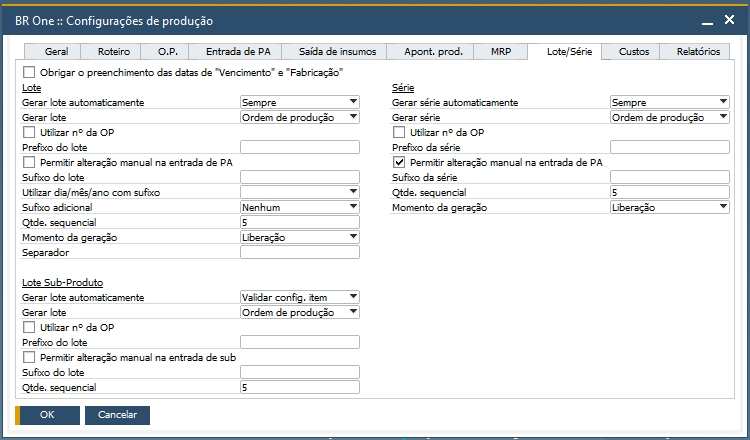 BR One :: Configurações de produção
Geral Roteiro O.P. Entrada de PA Saída de insumos Apont. prod. MRP Lote/Série Custos Relatórios
Obrigar o preenchimento das datas de "Vencimento" e "Fabricação"
Lote
Gerar lote automaticamente Sempre
Gerar lote Ordem de produção
Utilizar nº da OP
Prefixo do lote
Permitir alteração manual na entrada de PA
Sufixo do lote
Utilizar dia/mês/ano com sufixo
Sufixo adicional Nenhum
Qtde. sequencial 5
Momento da geração Liberação
Separador
Série
Gerar série automaticamente Sempre
Gerar série Ordem de produção
Utilizar nº da OP
Prefixo da série
Permitir alteração manual na entrada de PA
Sufixo da série
Qtde. sequencial 5
Momento da geração Liberação
Lote Sub-Produto
Gerar lote automaticamente Validar config. item
Gerar lote Ordem de produção
Utilizar nº da OP
Prefixo do lote
Permitir alteração manual na entrada de sub
Sufixo do lote
Qtde. sequencial 5
OK Cancelar